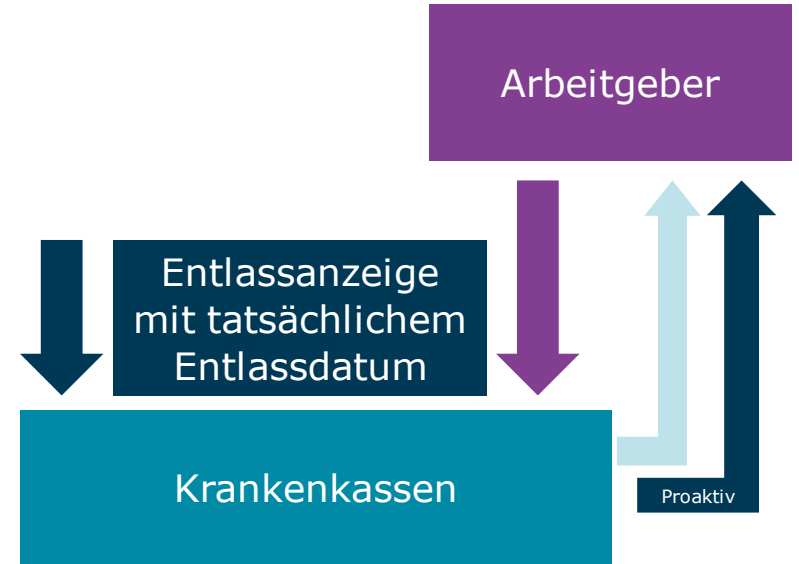 Arbeitgeber
Entlassanzeige
mit tatsächlichem
Entlassdatum
Krankenkassen
Proaktiv